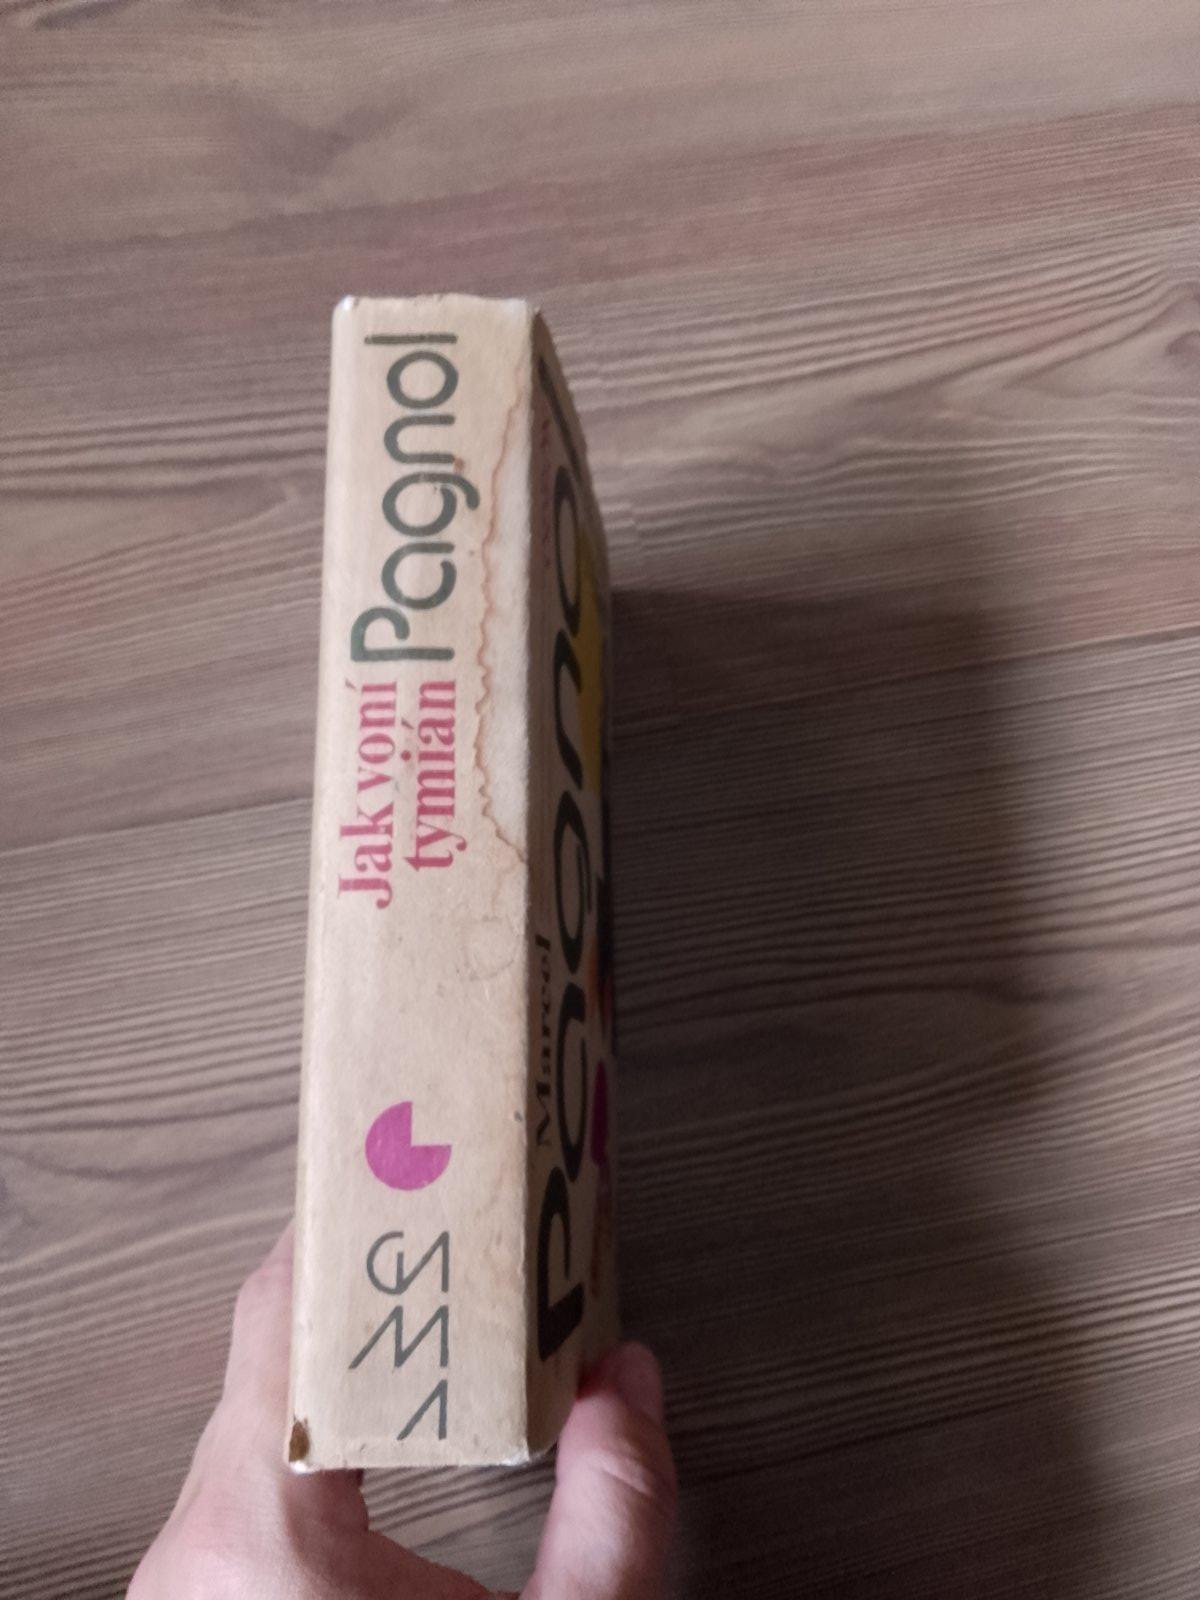 Pagnol
Jak voní
tymián
Marcel
Pagnol